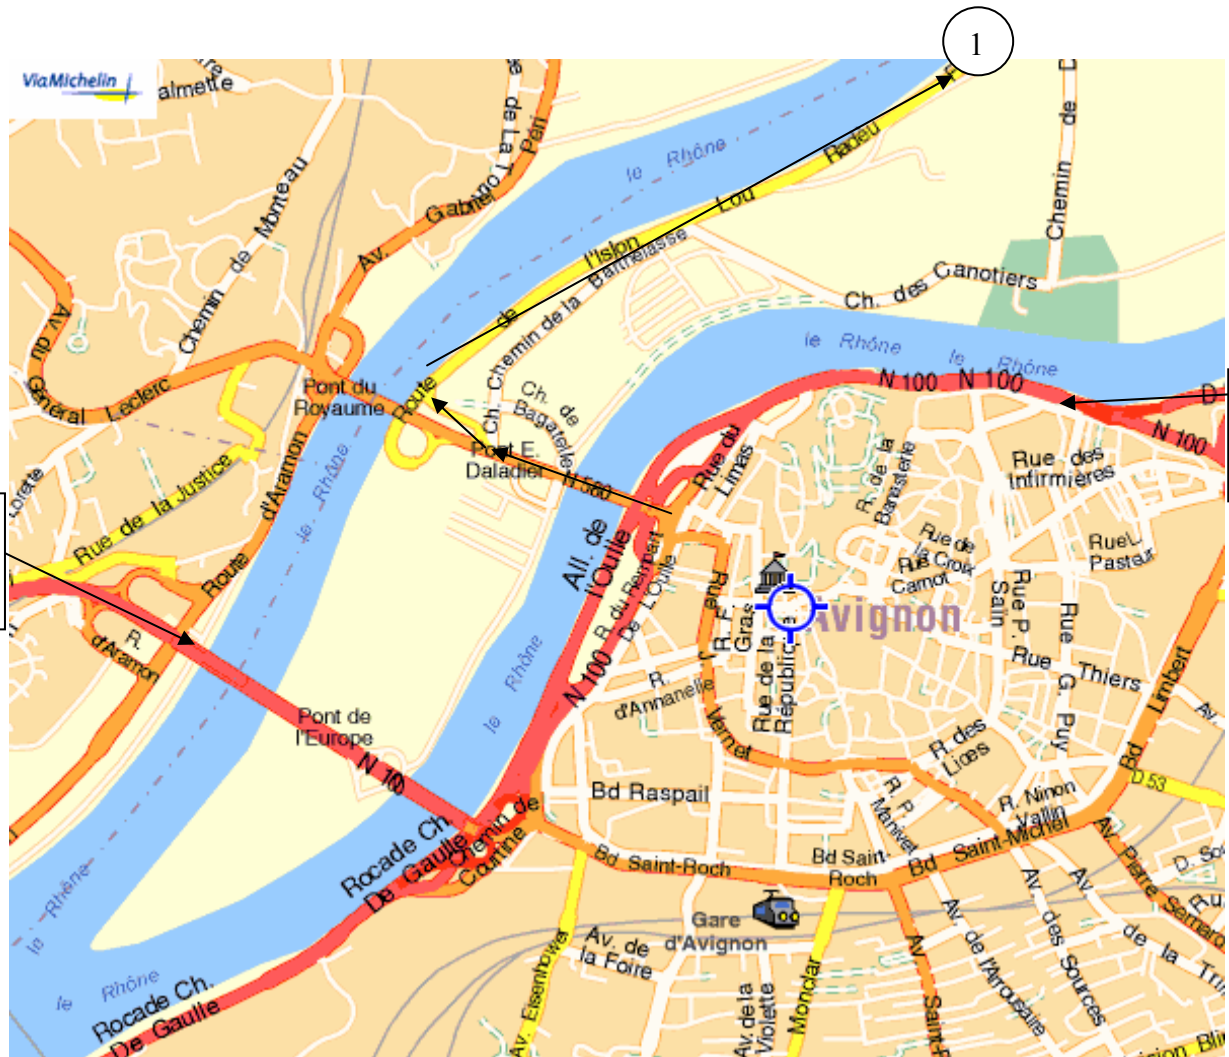 1
ViaMichelin
almette
Chemin de Monteau
Av. Gabriel Péri
le Rhône
Route de l'Islon Lou Radeu
Chemin de D
Ch. Chemin de la Barthelasse
Ch. des Canotiers
le Rhône
le Rhône
Av. du Général Leclerc
Pont du
Royaume
Ch. de
Bagatelle
Pont E.
Daladier
N 580
N 100
N 100
D
N 100
Rue du
Limas
R. de la
Banasterie
Rue des
Infirmières
Rue de la Justice
Route d'Aramon
le Rhône
All. de
l'Oulle
R. du Rempart
De L'Oulle
Rue de
la Croix
Rue
Carnot
Rue L.
Pasteur
Rue Vernet
R. F.
Gras
Rue de la
République
Avignon
Rue P.
Sain
Rue G. Puy
Rue Thiers
Bd Limbert
Av.
R.
d'Aramon
Pont de
l'Europe
N 100
le Rhône
N 100
R.
d'Annanelle
R. des
Lices
R. P.
Manivet
R. Ninon
Vallin
D 53
Bd Raspail
Rocade Ch.
De Gaulle
Chemin de
Courtine
Bd Saint-Roch
Bd Saint-
Roch
Bd Saint-Michel
Av. Pierre Semard
D. So
Ru
le Rhône
Gare
d'Avignon
Av. de
la Foire
Av. Eisenhower
Av. de la
Violette
Monclar
Av.
Saint-R
Av. de l'Arrousaire
Av. des Sources
Av. de la Tri
le Rhône
Rocade Ch.
De Gaulle